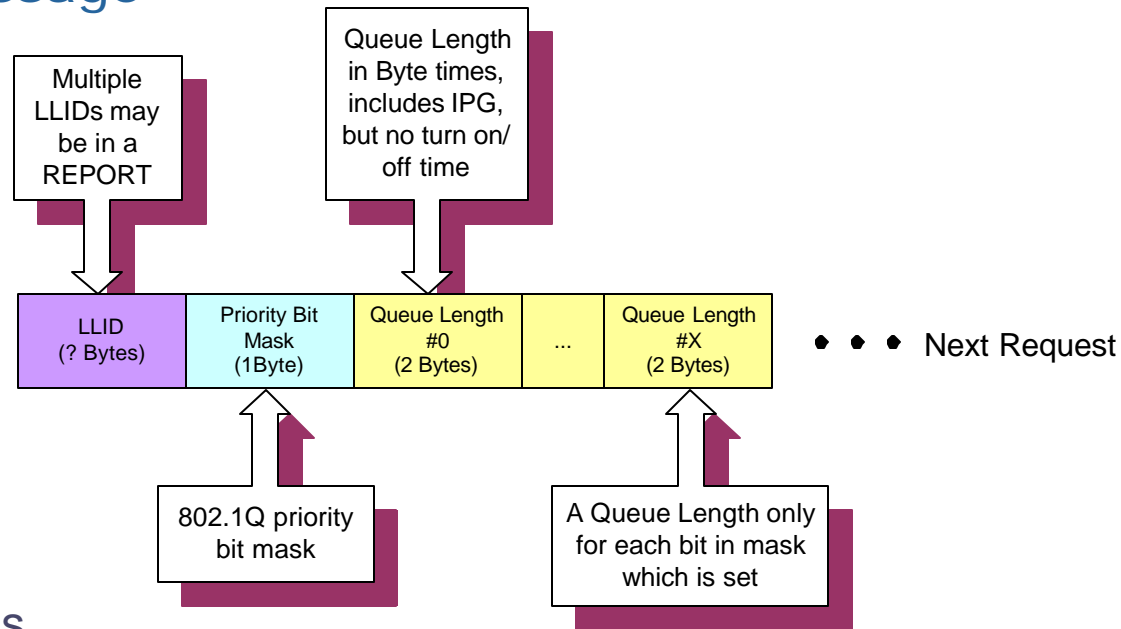 Multiple
LLIDs may
be in a
REPORT
Queue Length
in Byte times,
includes IPG,
but no turn on/
off time
LLID
(? Bytes)
Priority Bit
Mask
(1Byte)
Queue Length
#0
(2 Bytes)
...
Queue Length
#X
(2 Bytes)
• • • Next Request
802.1Q priority
bit mask
A Queue Length only
for each bit in mask
which is set